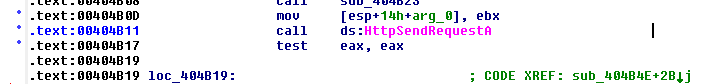 .text:00404B08 call sub_404B23
.text:00404B0D mov [esp+14h+arg_0], ebx
.text:00404B11 call ds:HttpSendRequestA
.text:00404B17 test eax, eax
.text:00404B19
.text:00404B19 loc_404B19: ; CODE XREF: sub_404B4E+2B↓j